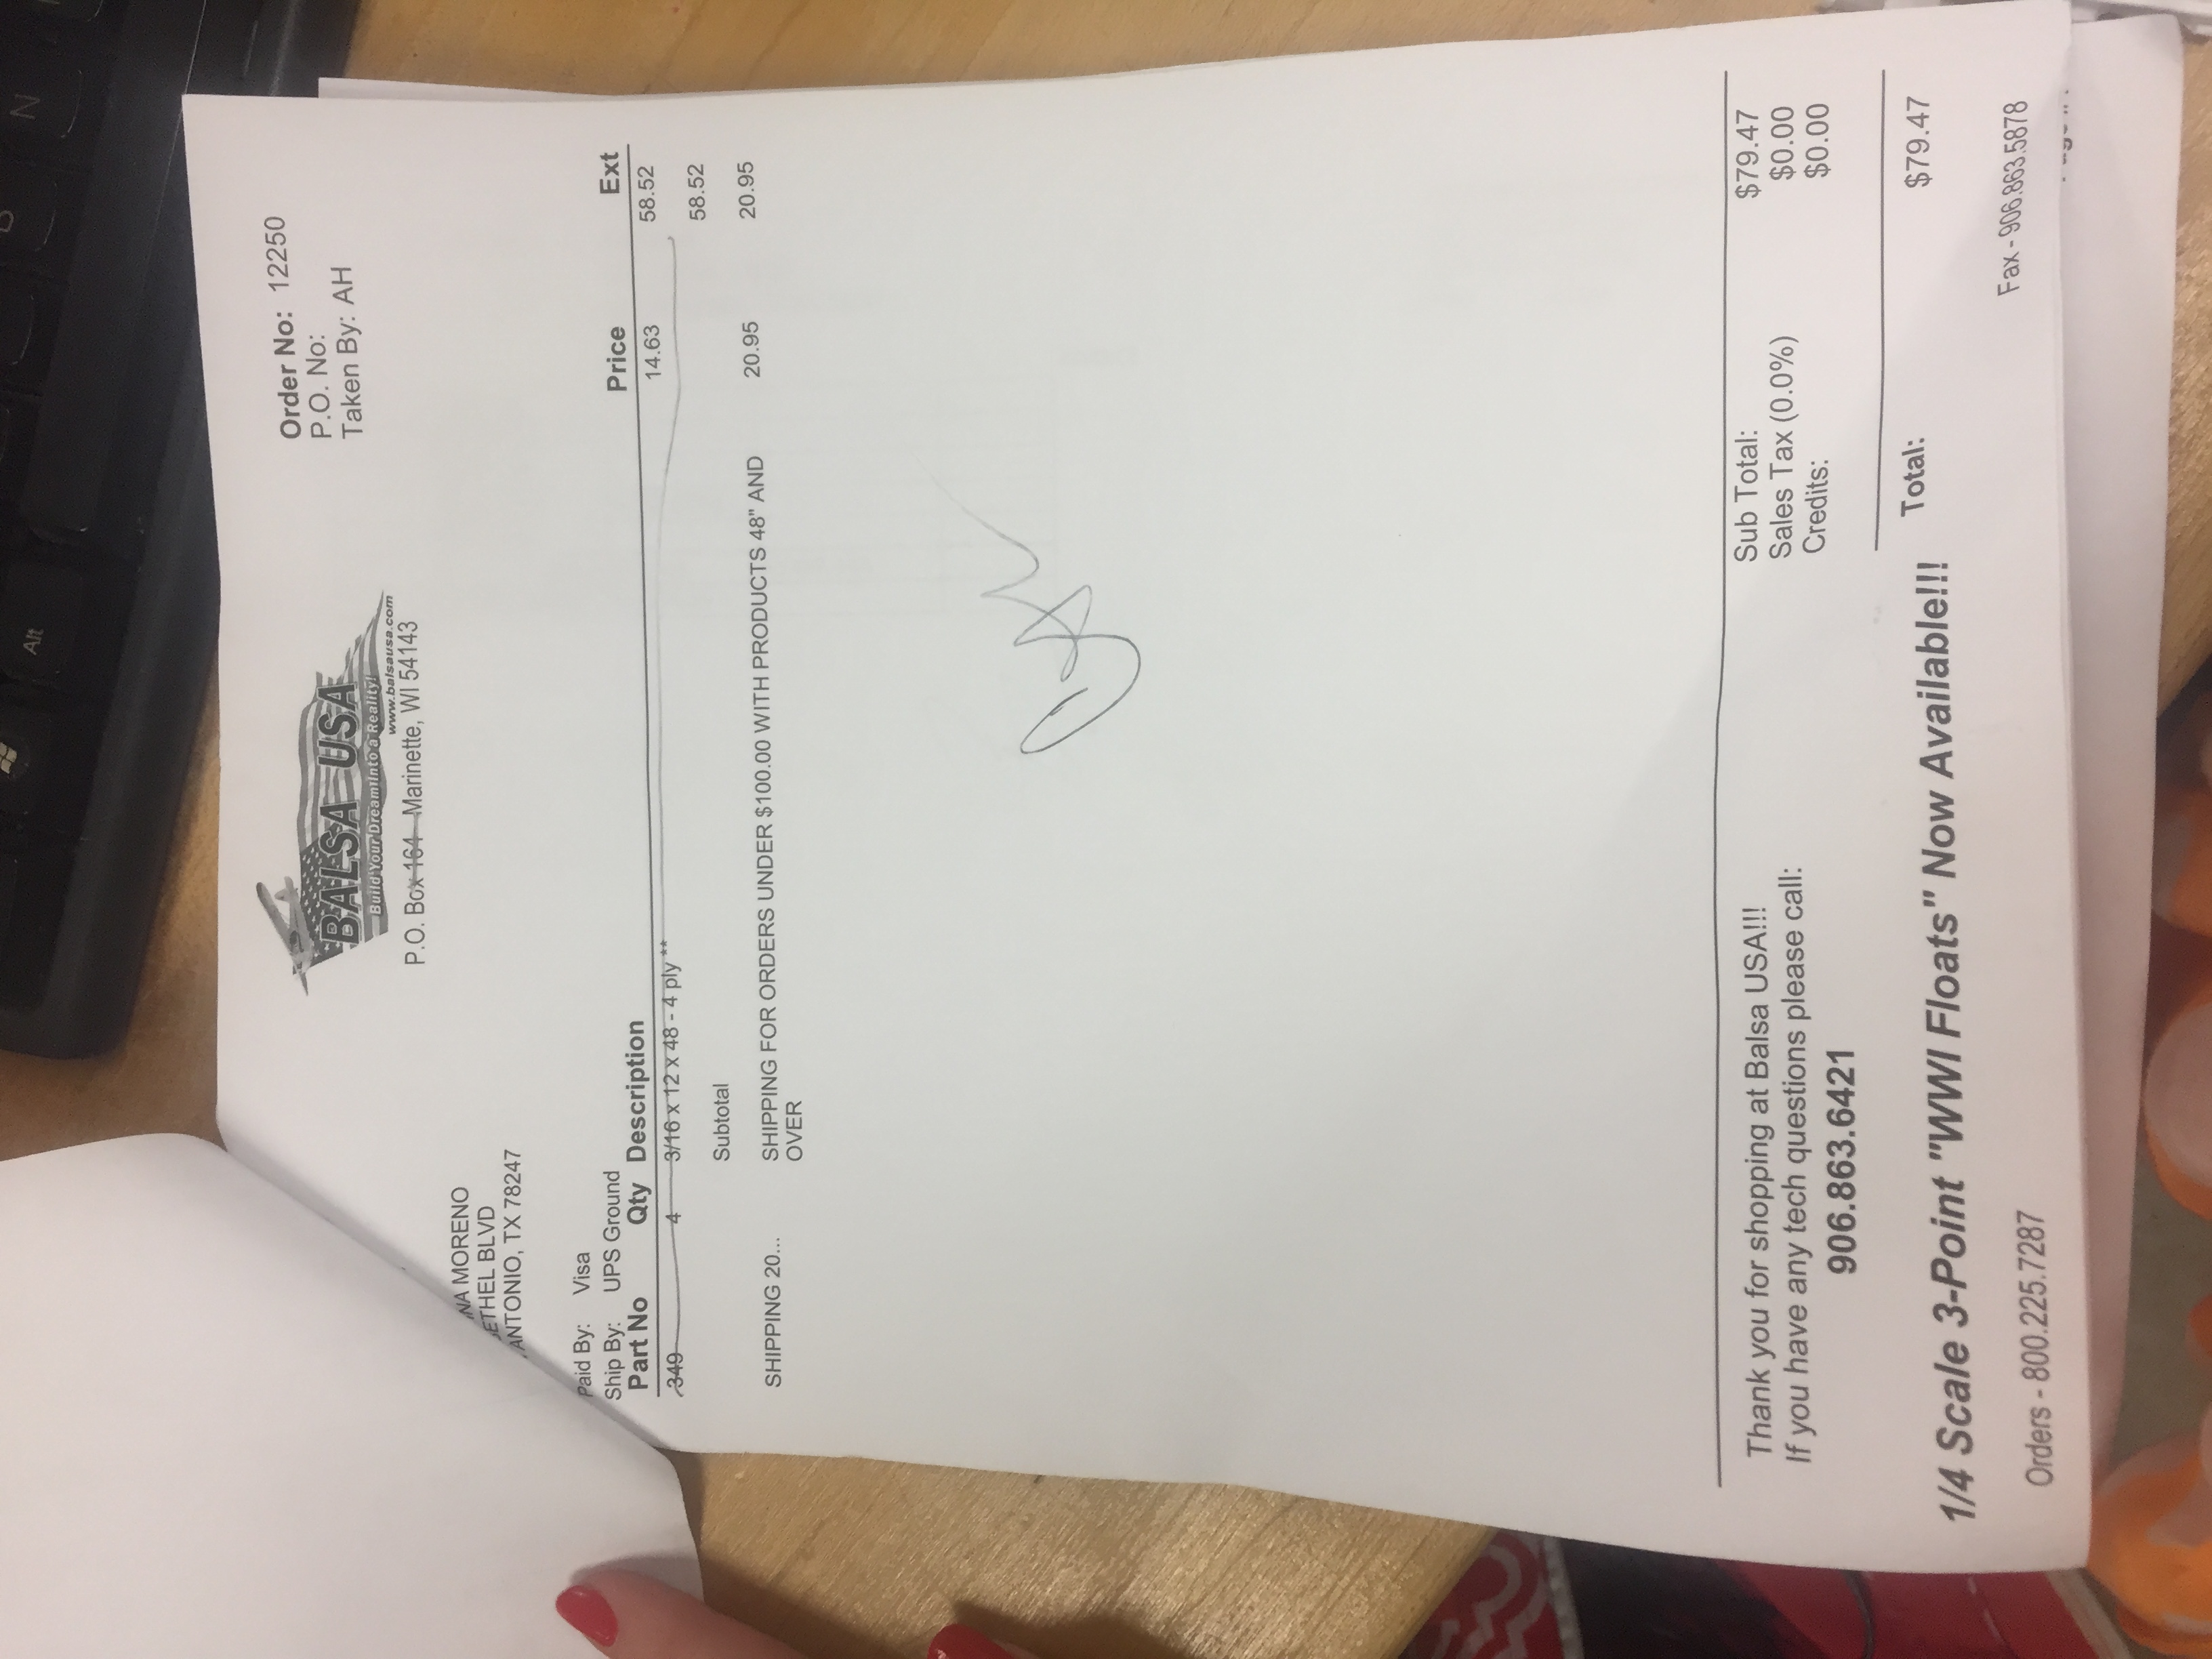 Alt
N
Order No: 12250
P.O. No:
Taken By: AH
BALSA USA
Build Your Dream Into a Reality!
www.balsausa.com
P.O. Box 164 Marinette, WI 54143
MORENO
BLVD
ANTONIO, TX 78247
Paid By: Visa
Ship By: UPS Ground
Part No Qty Description Price Ext
349 4 3/16 x 12 x 48 - 4 ply ** 14.63 58.52
Subtotal 58.52
SHIPPING 20... SHIPPING FOR ORDERS UNDER $100.00 WITH PRODUCTS 48" AND 20.95 20.95
OVER
Thank you for shopping at Balsa USA!!!
If you have any tech questions please call:
906.863.6421
Sub Total: $79.47
Sales Tax (0.0%) $0.00
Credits: $0.00
Total: $79.47
1/4 Scale 3-Point "WWI Floats" Now Available!!!
Orders - 800.225.7287
Fax - 906.863.5878